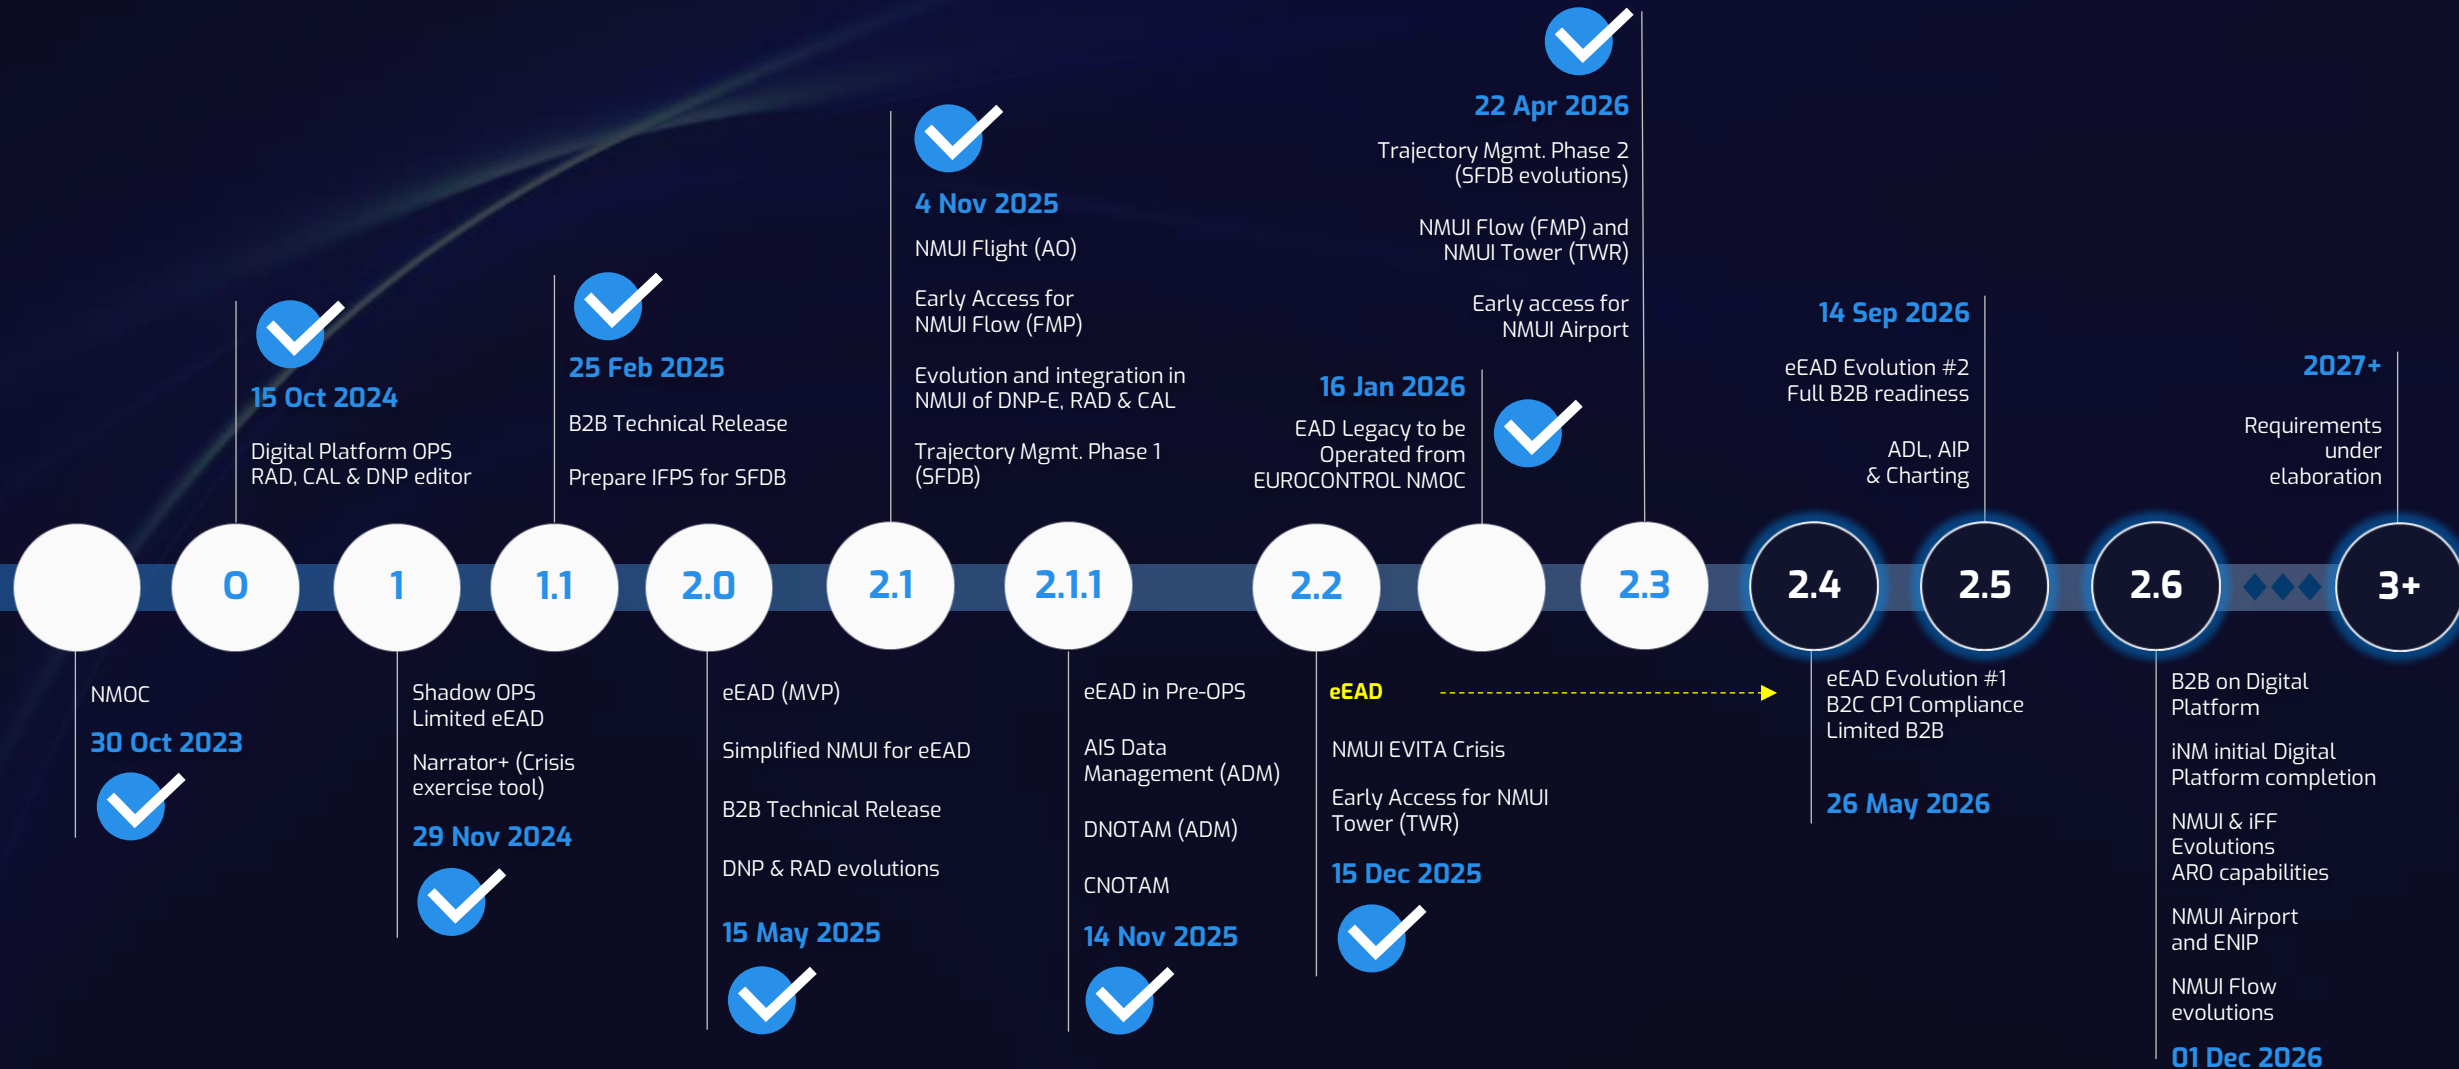 22 Apr 2026
Trajectory Mgmt. Phase 2
(SFDB evolutions)
NMUI Flow (FMP) and
NMUI Tower (TWR)
Early access for
NMUI Airport
4 Nov 2025
NMUI Flight (AO)
Early Access for
NMUI Flow (FMP)
Evolution and integration in
NMUI of DNP-E, RAD & CAL
Trajectory Mgmt. Phase 1
(SFDB)
15 Oct 2024
Digital Platform OPS
RAD, CAL & DNP editor
25 Feb 2025
B2B Technical Release
Prepare IFPS for SFDB
16 Jan 2026
EAD Legacy to be
Operated from
EUROCONTROL NMOC
14 Sep 2026
eEAD Evolution #2
Full B2B readiness
ADL, AIP
& Charting
2027+
Requirements
under
elaboration
0
1
1.1
2.0
2.1
2.1.1
2.2
2.3
2.4
2.5
2.6
3+
NMOC
30 Oct 2023
Shadow OPS
Limited eEAD
Narrator+ (Crisis
exercise tool)
29 Nov 2024
eEAD (MVP)
Simplified NMUI for eEAD
B2B Technical Release
DNP & RAD evolutions
15 May 2025
eEAD in Pre-OPS
AIS Data
Management (ADM)
DNOTAM (ADM)
CNOTAM
14 Nov 2025
eEAD
NMUI EVITA Crisis
Early Access for NMUI
Tower (TWR)
15 Dec 2025
eEAD Evolution #1
B2C CP1 Compliance
Limited B2B
26 May 2026
B2B on Digital
Platform
iNM initial Digital
Platform completion
NMUI & iFF
Evolutions
ARO capabilities
NMUI Airport
and ENIP
NMUI Flow
evolutions
01 Dec 2026